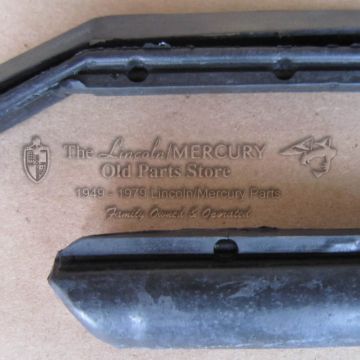 The Lincoln/MERCURY
Old Parts Store
1949 - 1979 Lincoln/Mercury Parts
Family Owned & Operated